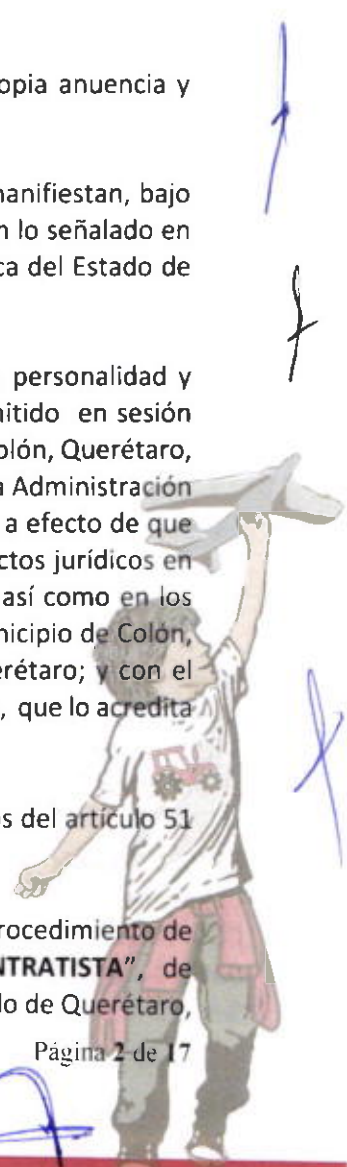 opia anuencia y
nanifiestan, bajo
n lo señalado en
ca del Estado de
personalidad y
nitido en sesión
olón, Querétaro,
a Administración
a efecto de que
ctos jurídicos en
así como en los
nicipio de Colón,
erétaro; y con el
, que lo acredita
s del artículo 51
rocedimiento de
NTRATISTA", de
lo de Querétaro,
Página 2 de 17